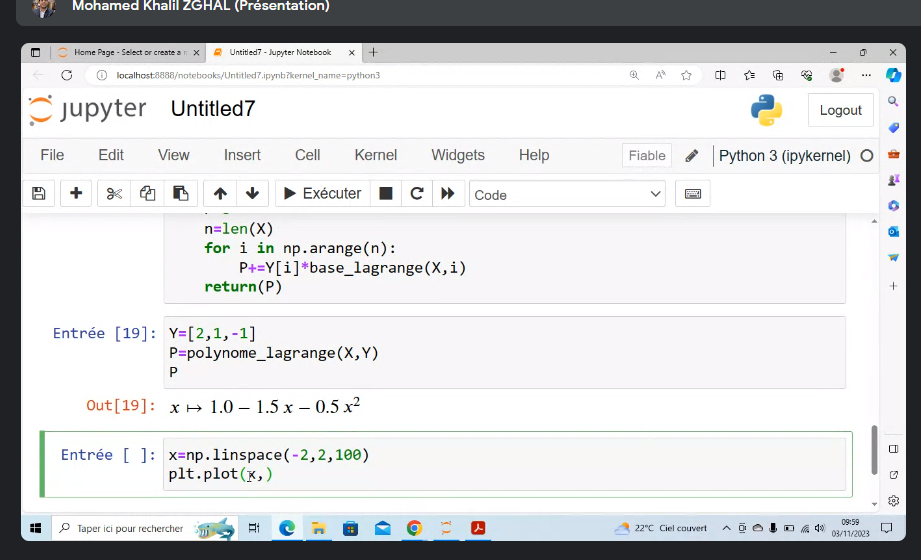 Mohamed Khalil ZGHAL (Présentation)
Home Page - Select or create a n
Untitled7 - Jupyter Notebook
localhost:8888/notebooks/Untitled7.ipynb?kernel_name=python3
jupyter Untitled7
Logout
File Edit View Insert Cell Kernel Widgets Help
Fiable
Python 3 (ipykernel)
Exécuter
Code
n=len(X)
for i in np.arange(n):
P+=Y[i]*base_lagrange(X,i)
return(P)
Entrée [19]: Y=[2,1,-1]
P=polynome_lagrange(X,Y)
P
Out[19]: x ↦ 1.0 − 1.5 x − 0.5 x²
Entrée [ ]: x=np.linspace(-2,2,100)
plt.plot(x,)
Taper ici pour rechercher
22°C Ciel couvert
09:59
03/11/2023